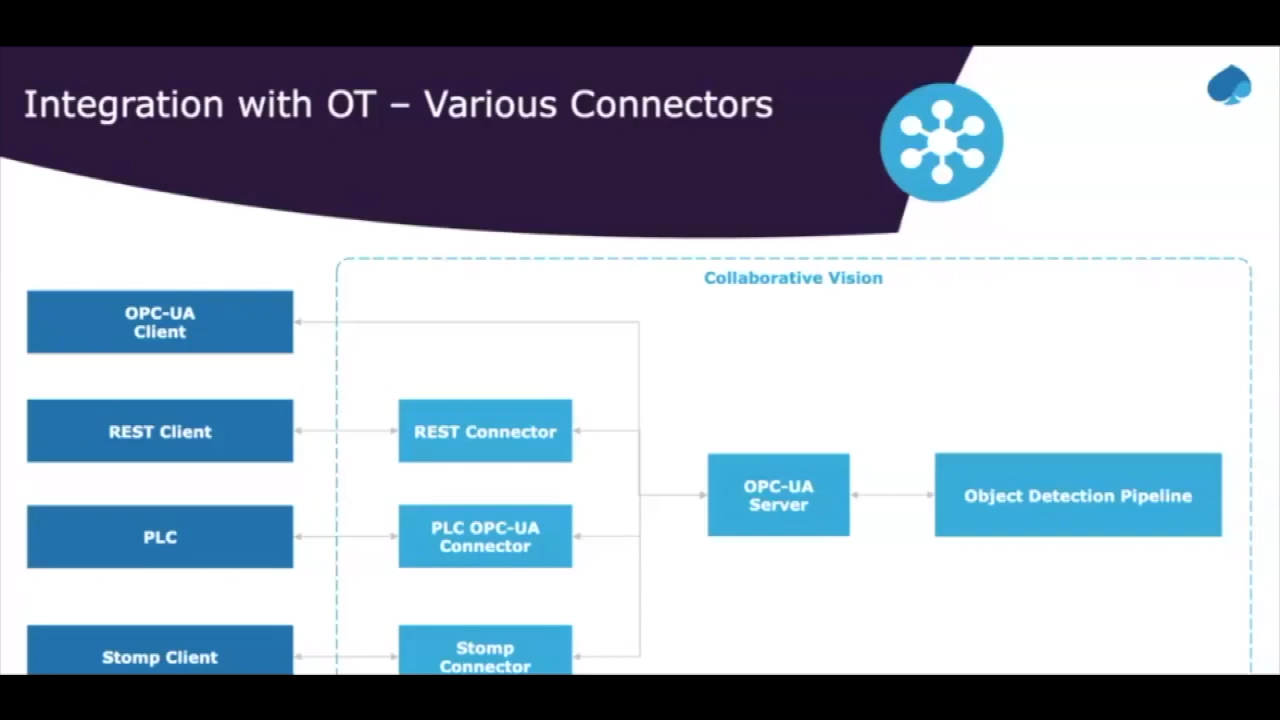 Integration with OT – Various Connectors
Collaborative Vision
OPC-UA
Client
REST Client
REST Connector
OPC-UA
Server
Object Detection Pipeline
PLC
PLC OPC-UA
Connector
Stomp Client
Stomp
Connector